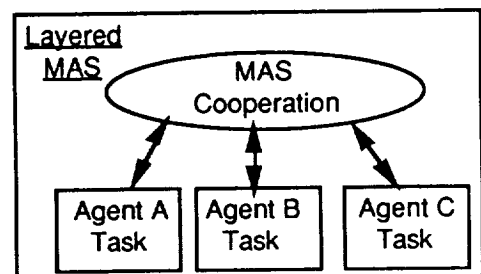 Layered
MAS
MAS
Cooperation
Agent A
Task
Agent B
Task
Agent C
Task